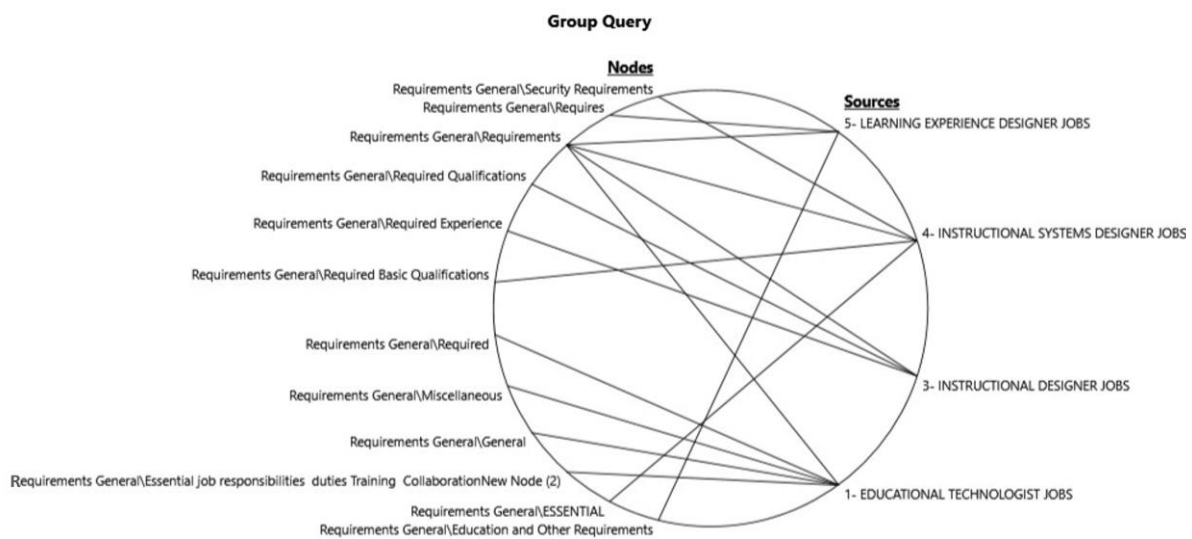 Group Query
Nodes
Requirements General\Security Requirements
Requirements General\Requires
Requirements General\Requirements
Requirements General\Required Qualifications
Requirements General\Required Experience
Requirements General\Required Basic Qualifications
Requirements General\Required
Requirements General\Miscellaneous
Requirements General\General
Requirements General\Essential job responsibilities duties Training CollaborationNew Node (2)
Requirements General\ESSENTIAL
Requirements General\Education and Other Requirements
Sources
5- LEARNING EXPERIENCE DESIGNER JOBS
4- INSTRUCTIONAL SYSTEMS DESIGNER JOBS
3- INSTRUCTIONAL DESIGNER JOBS
1- EDUCATIONAL TECHNOLOGIST JOBS